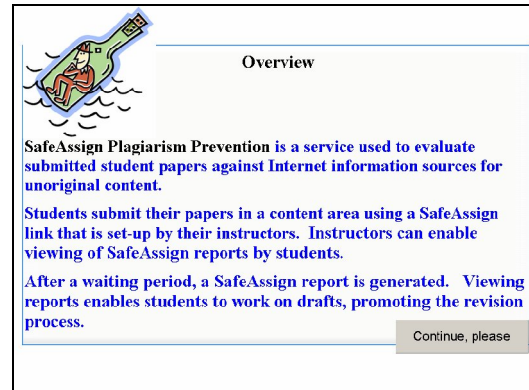 Overview
SafeAssign Plagiarism Prevention is a service used to evaluate
submitted student papers against Internet information sources for
unoriginal content.
Students submit their papers in a content area using a SafeAssign
link that is set-up by their instructors. Instructors can enable
viewing of SafeAssign reports by students.
After a waiting period, a SafeAssign report is generated. Viewing
reports enables students to work on drafts, promoting the revision
process.
Continue, please